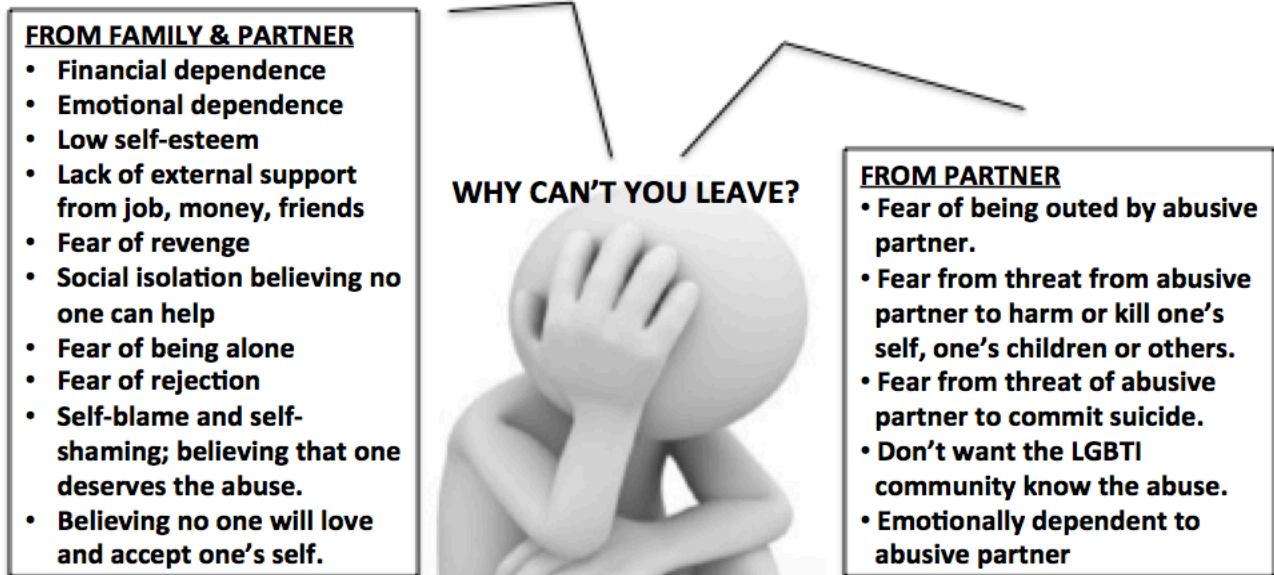 FROM FAMILY & PARTNER
• Financial dependence
• Emotional dependence
• Low self-esteem
• Lack of external support
from job, money, friends
• Fear of revenge
• Social isolation believing no
one can help
• Fear of being alone
• Fear of rejection
• Self-blame and self-
shaming; believing that one
deserves the abuse.
• Believing no one will love
and accept one’s self.
WHY CAN’T YOU LEAVE?
FROM PARTNER
• Fear of being outed by abusive
partner.
• Fear from threat from abusive
partner to harm or kill one’s
self, one’s children or others.
• Fear from threat of abusive
partner to commit suicide.
• Don’t want the LGBTI
community know the abuse.
• Emotionally dependent to
abusive partner